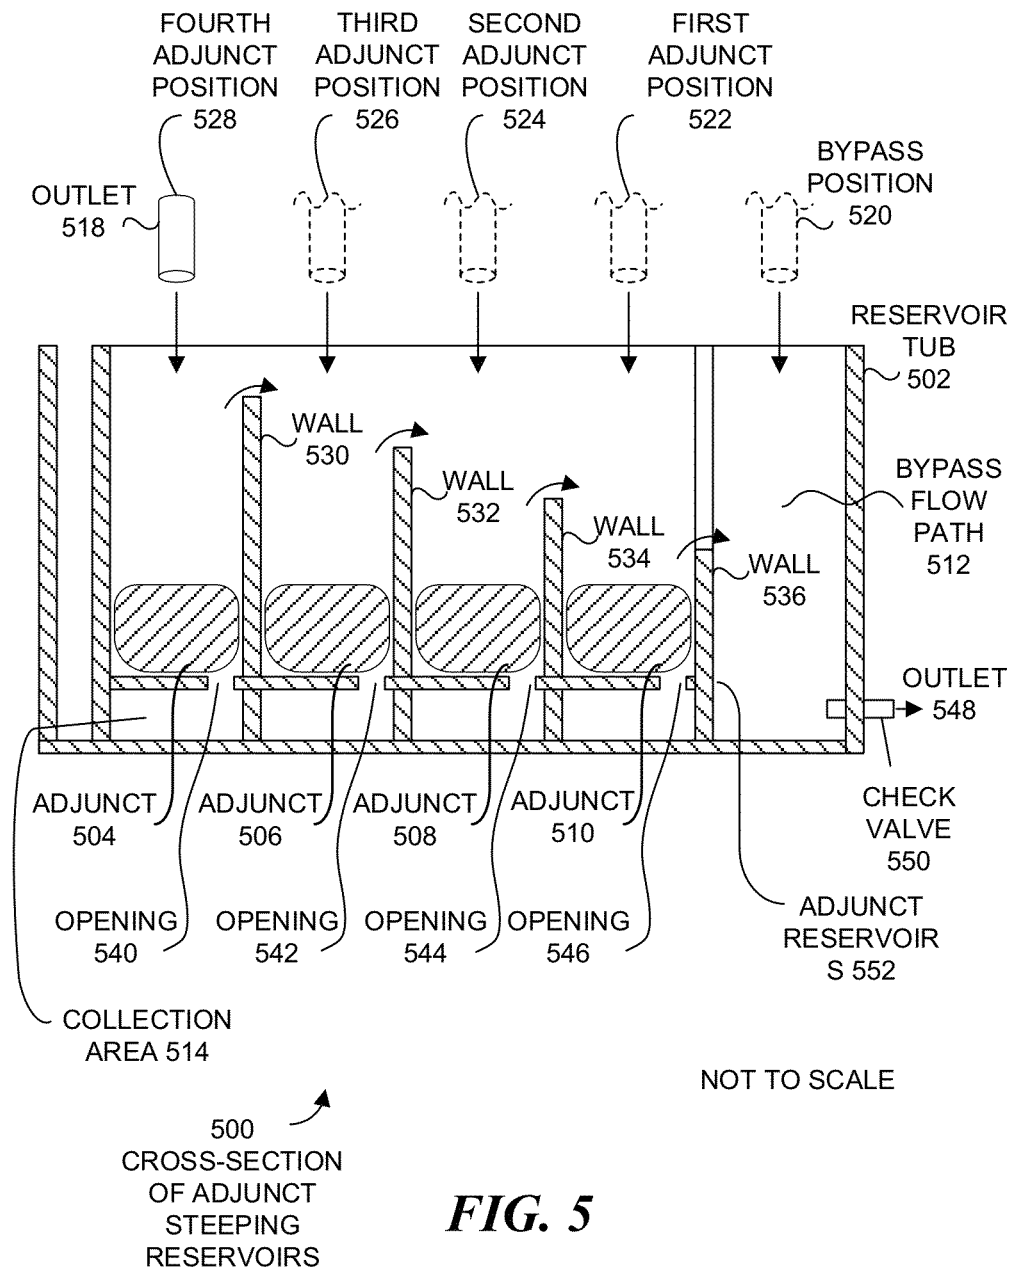 FOURTH
ADJUNCT
POSITION
528
THIRD
ADJUNCT
POSITION
526
SECOND
ADJUNCT
POSITION
524
FIRST
ADJUNCT
POSITION
522
BYPASS
POSITION
520
OUTLET
518
RESERVOIR
TUB
502
WALL
530
WALL
532
WALL
534
WALL
536
BYPASS
FLOW
PATH
512
OUTLET
548
ADJUNCT
504
ADJUNCT
506
ADJUNCT
508
ADJUNCT
510
CHECK
VALVE
550
OPENING
540
OPENING
542
OPENING
544
OPENING
546
ADJUNCT
RESERVOIR
S 552
COLLECTION
AREA 514
NOT TO SCALE
500
CROSS-SECTION
OF ADJUNCT
STEEPING
RESERVOIRS
FIG. 5